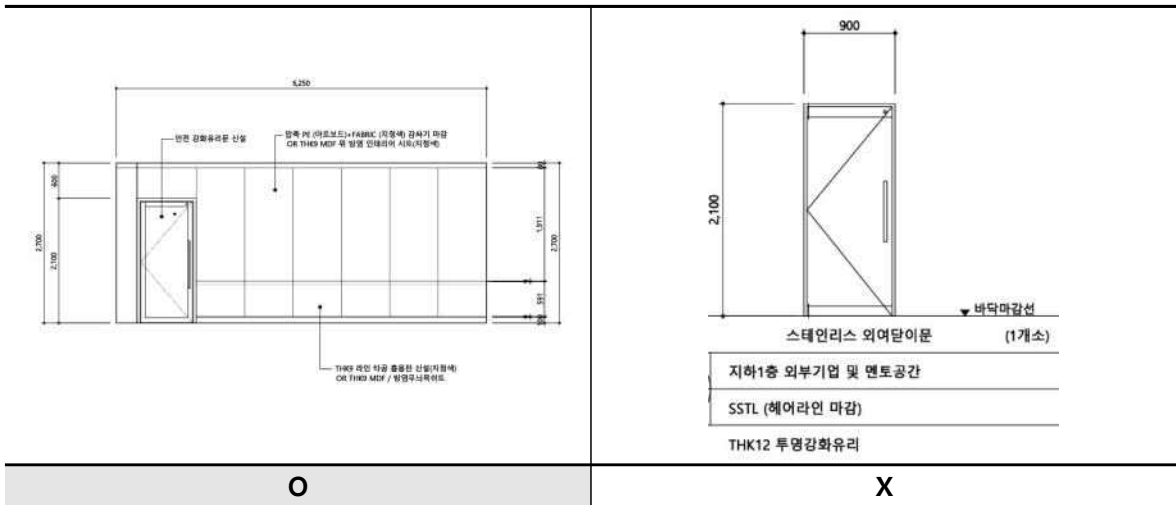 5,250
안전 강화유리문 신설
압축 PE (아트보드)+FABRIC (지정색) 감싸기 마감
OR THK9 MDF 위 방염 인테리어 시트(지정색)
600
2,700
2,100
1,911
2,700
591
100
THK9 라인 타공 흡음판 신설(지정색)
OR THK9 MDF / 방염무늬목쉬트
O
900
2,100
바닥마감선
스테인리스 외여닫이문 (1개소)
지하1층 외부기업 및 멘토공간
SSTL (헤어라인 마감)
THK12 투명강화유리
X